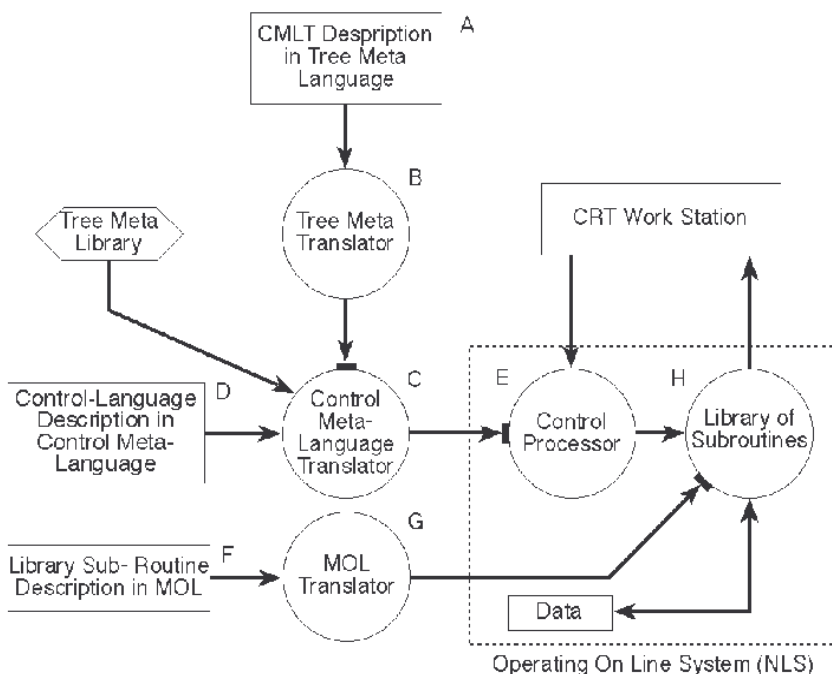 CMLT Despription
in Tree Meta
Language
A
B
Tree Meta
Translator
Tree Meta
Library
CRT Work Station
D
Control-Language
Description in
Control Meta-
Language
C
Control
Meta-
Language
Translator
E
Control
Processor
H
Library of
Subroutines
F
Library Sub- Routine
Description in MOL
G
MOL
Translator
Data
Operating On Line System (NLS)